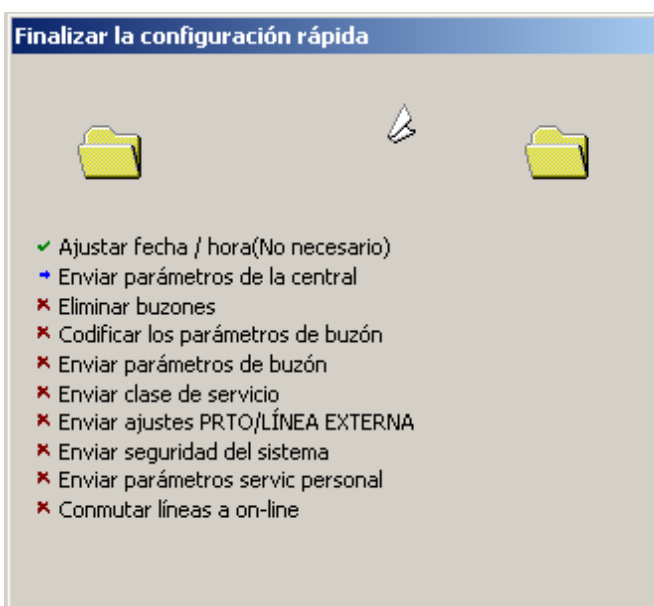 Finalizar la configuración rápida
Ajustar fecha / hora(No necesario)
Enviar parámetros de la central
Eliminar buzones
Codificar los parámetros de buzón
Enviar parámetros de buzón
Enviar clase de servicio
Enviar ajustes PRTO/LÍNEA EXTERNA
Enviar seguridad del sistema
Enviar parámetros servic personal
Conmutar líneas a on-line